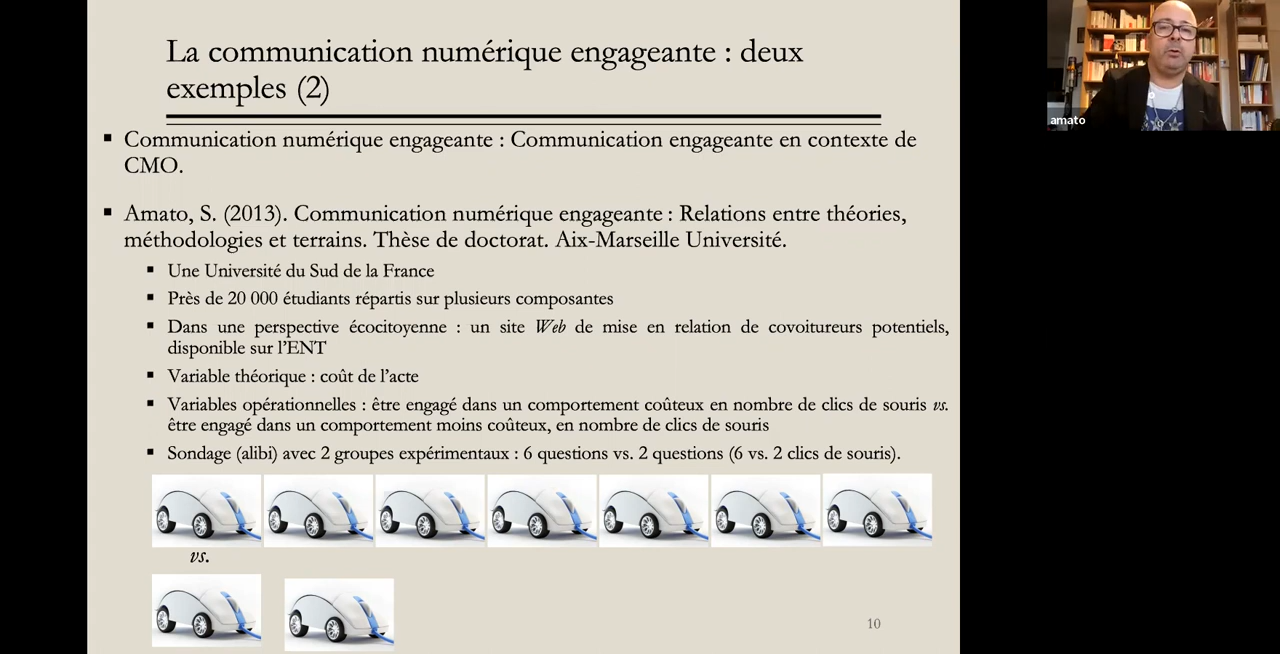 La communication numérique engageante : deux
exemples (2)
▪ Communication numérique engageante : Communication engageante en contexte de
CMO.
▪ Amato, S. (2013). Communication numérique engageante : Relations entre théories,
méthodologies et terrains. Thèse de doctorat. Aix-Marseille Université.
▪ Une Université du Sud de la France
▪ Près de 20 000 étudiants répartis sur plusieurs composantes
▪ Dans une perspective écocitoyenne : un site Web de mise en relation de covoitureurs potentiels,
disponible sur l’ENT
▪ Variable théorique : coût de l’acte
▪ Variables opérationnelles : être engagé dans un comportement coûteux en nombre de clics de souris vs.
être engagé dans un comportement moins coûteux, en nombre de clics de souris
▪ Sondage (alibi) avec 2 groupes expérimentaux : 6 questions vs. 2 questions (6 vs. 2 clics de souris).
vs.
10
amato